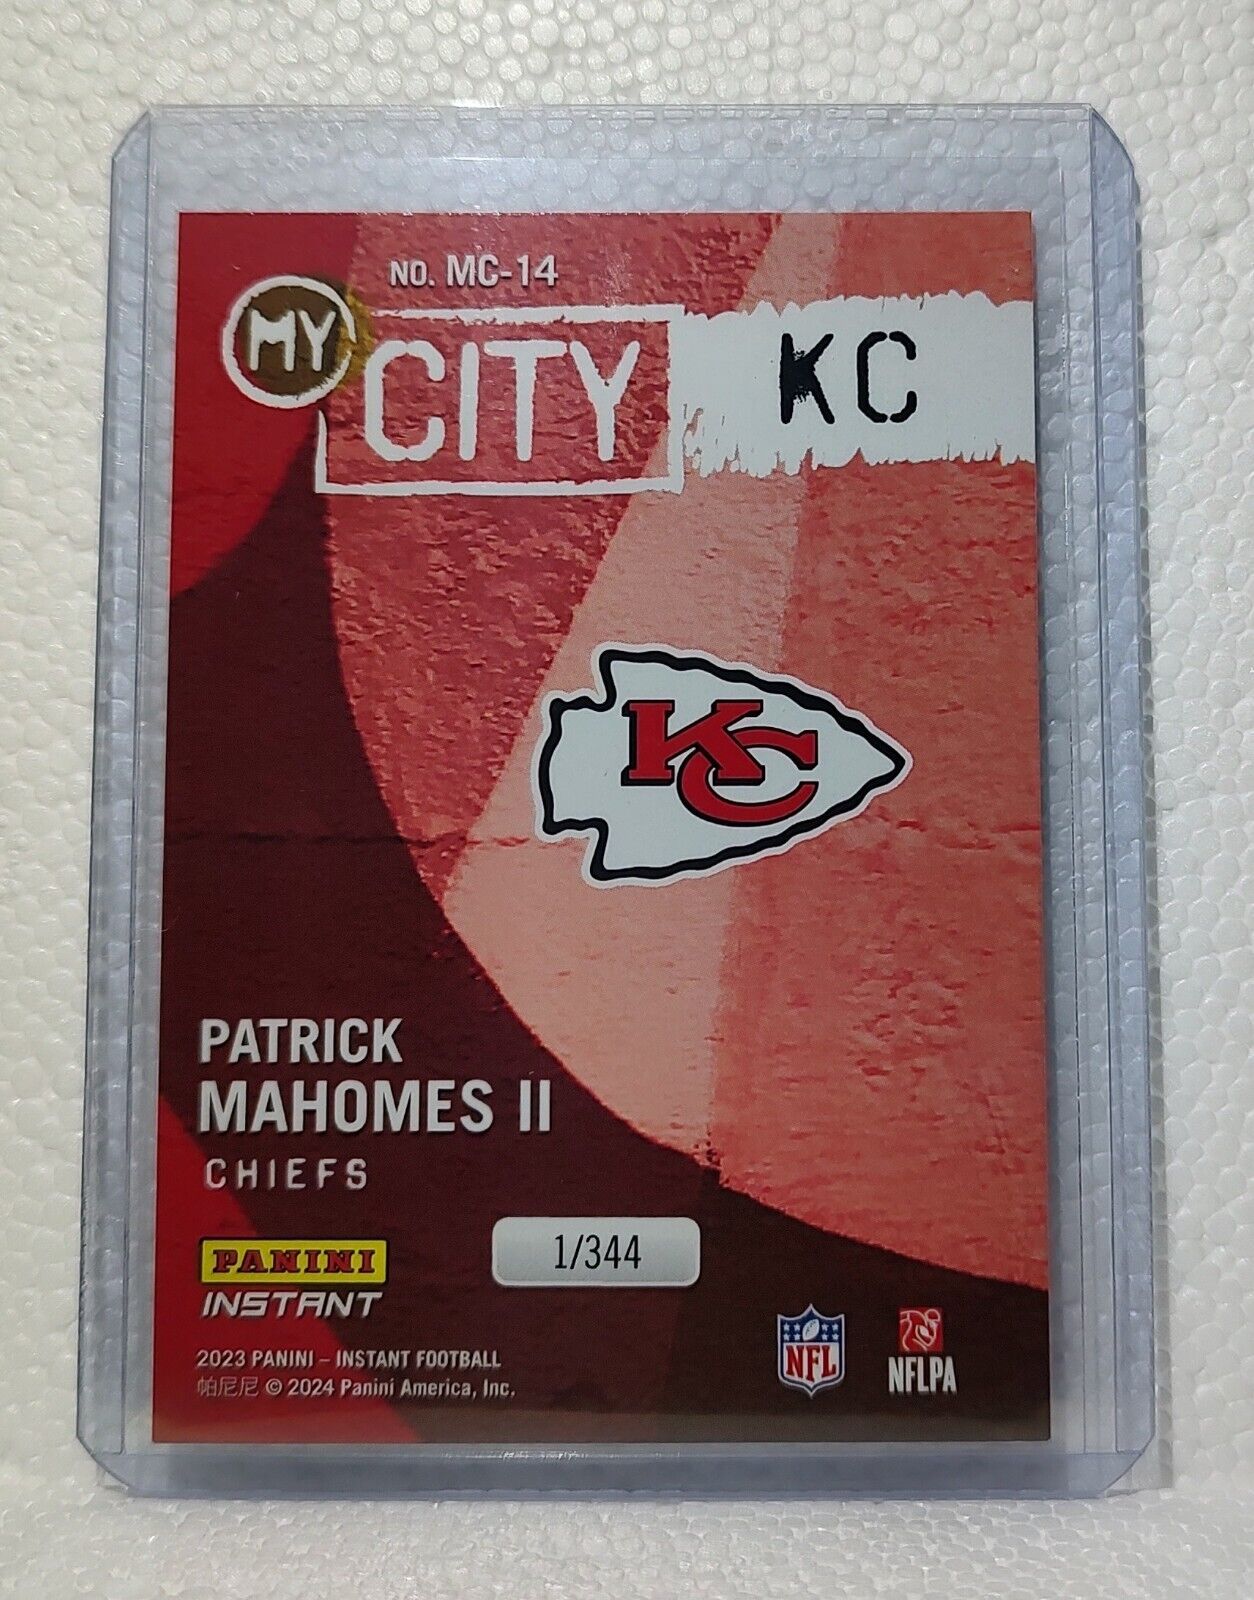 NO. MC-14
MY CITY KC
KC
PATRICK
MAHOMES II
CHIEFS
PANINI
INSTANT
1/344
2023 PANINI – INSTANT FOOTBALL
帕尼尼 © 2024 Panini America, Inc.
NFL
NFLPA